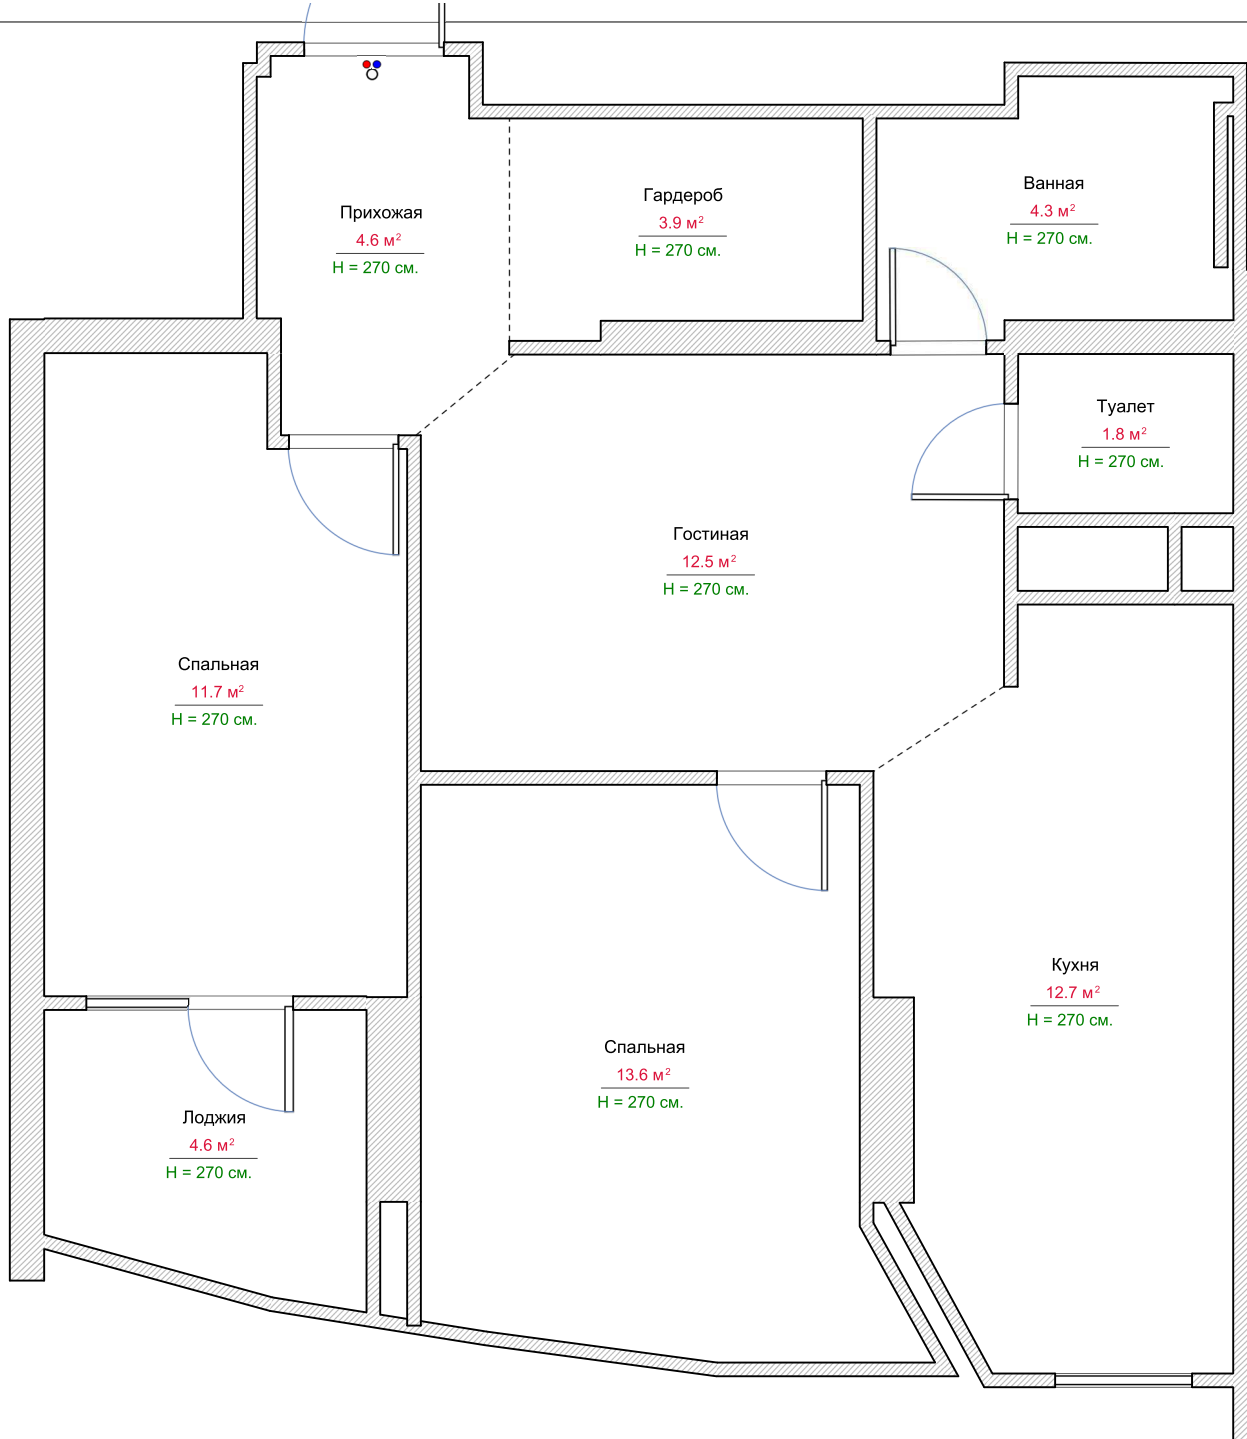 Прихожая
4.6 м²
H = 270 см.
Гардероб
3.9 м²
H = 270 см.
Ванная
4.3 м²
H = 270 см.
Туалет
1.8 м²
H = 270 см.
Гостиная
12.5 м²
H = 270 см.
Спальная
11.7 м²
H = 270 см.
Кухня
12.7 м²
H = 270 см.
Спальная
13.6 м²
H = 270 см.
Лоджия
4.6 м²
H = 270 см.